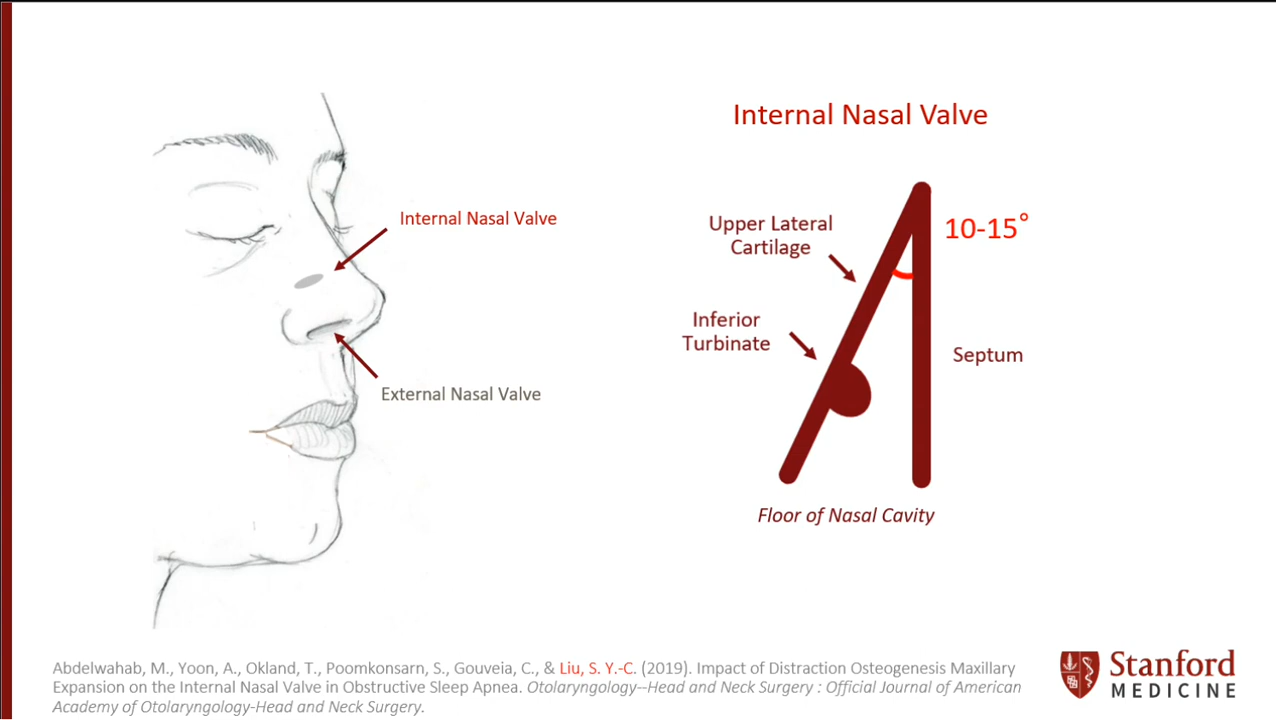 Internal Nasal Valve
External Nasal Valve
Internal Nasal Valve
Upper Lateral
Cartilage
10-15°
Inferior
Turbinate
Septum
Floor of Nasal Cavity
Abdelwahab, M., Yoon, A., Okland, T., Poomkonsarn, S., Gouveia, C., & Liu, S. Y.-C. (2019). Impact of Distraction Osteogenesis Maxillary
Expansion on the Internal Nasal Valve in Obstructive Sleep Apnea. Otolaryngology--Head and Neck Surgery : Official Journal of American
Academy of Otolaryngology-Head and Neck Surgery.
Stanford
MEDICINE